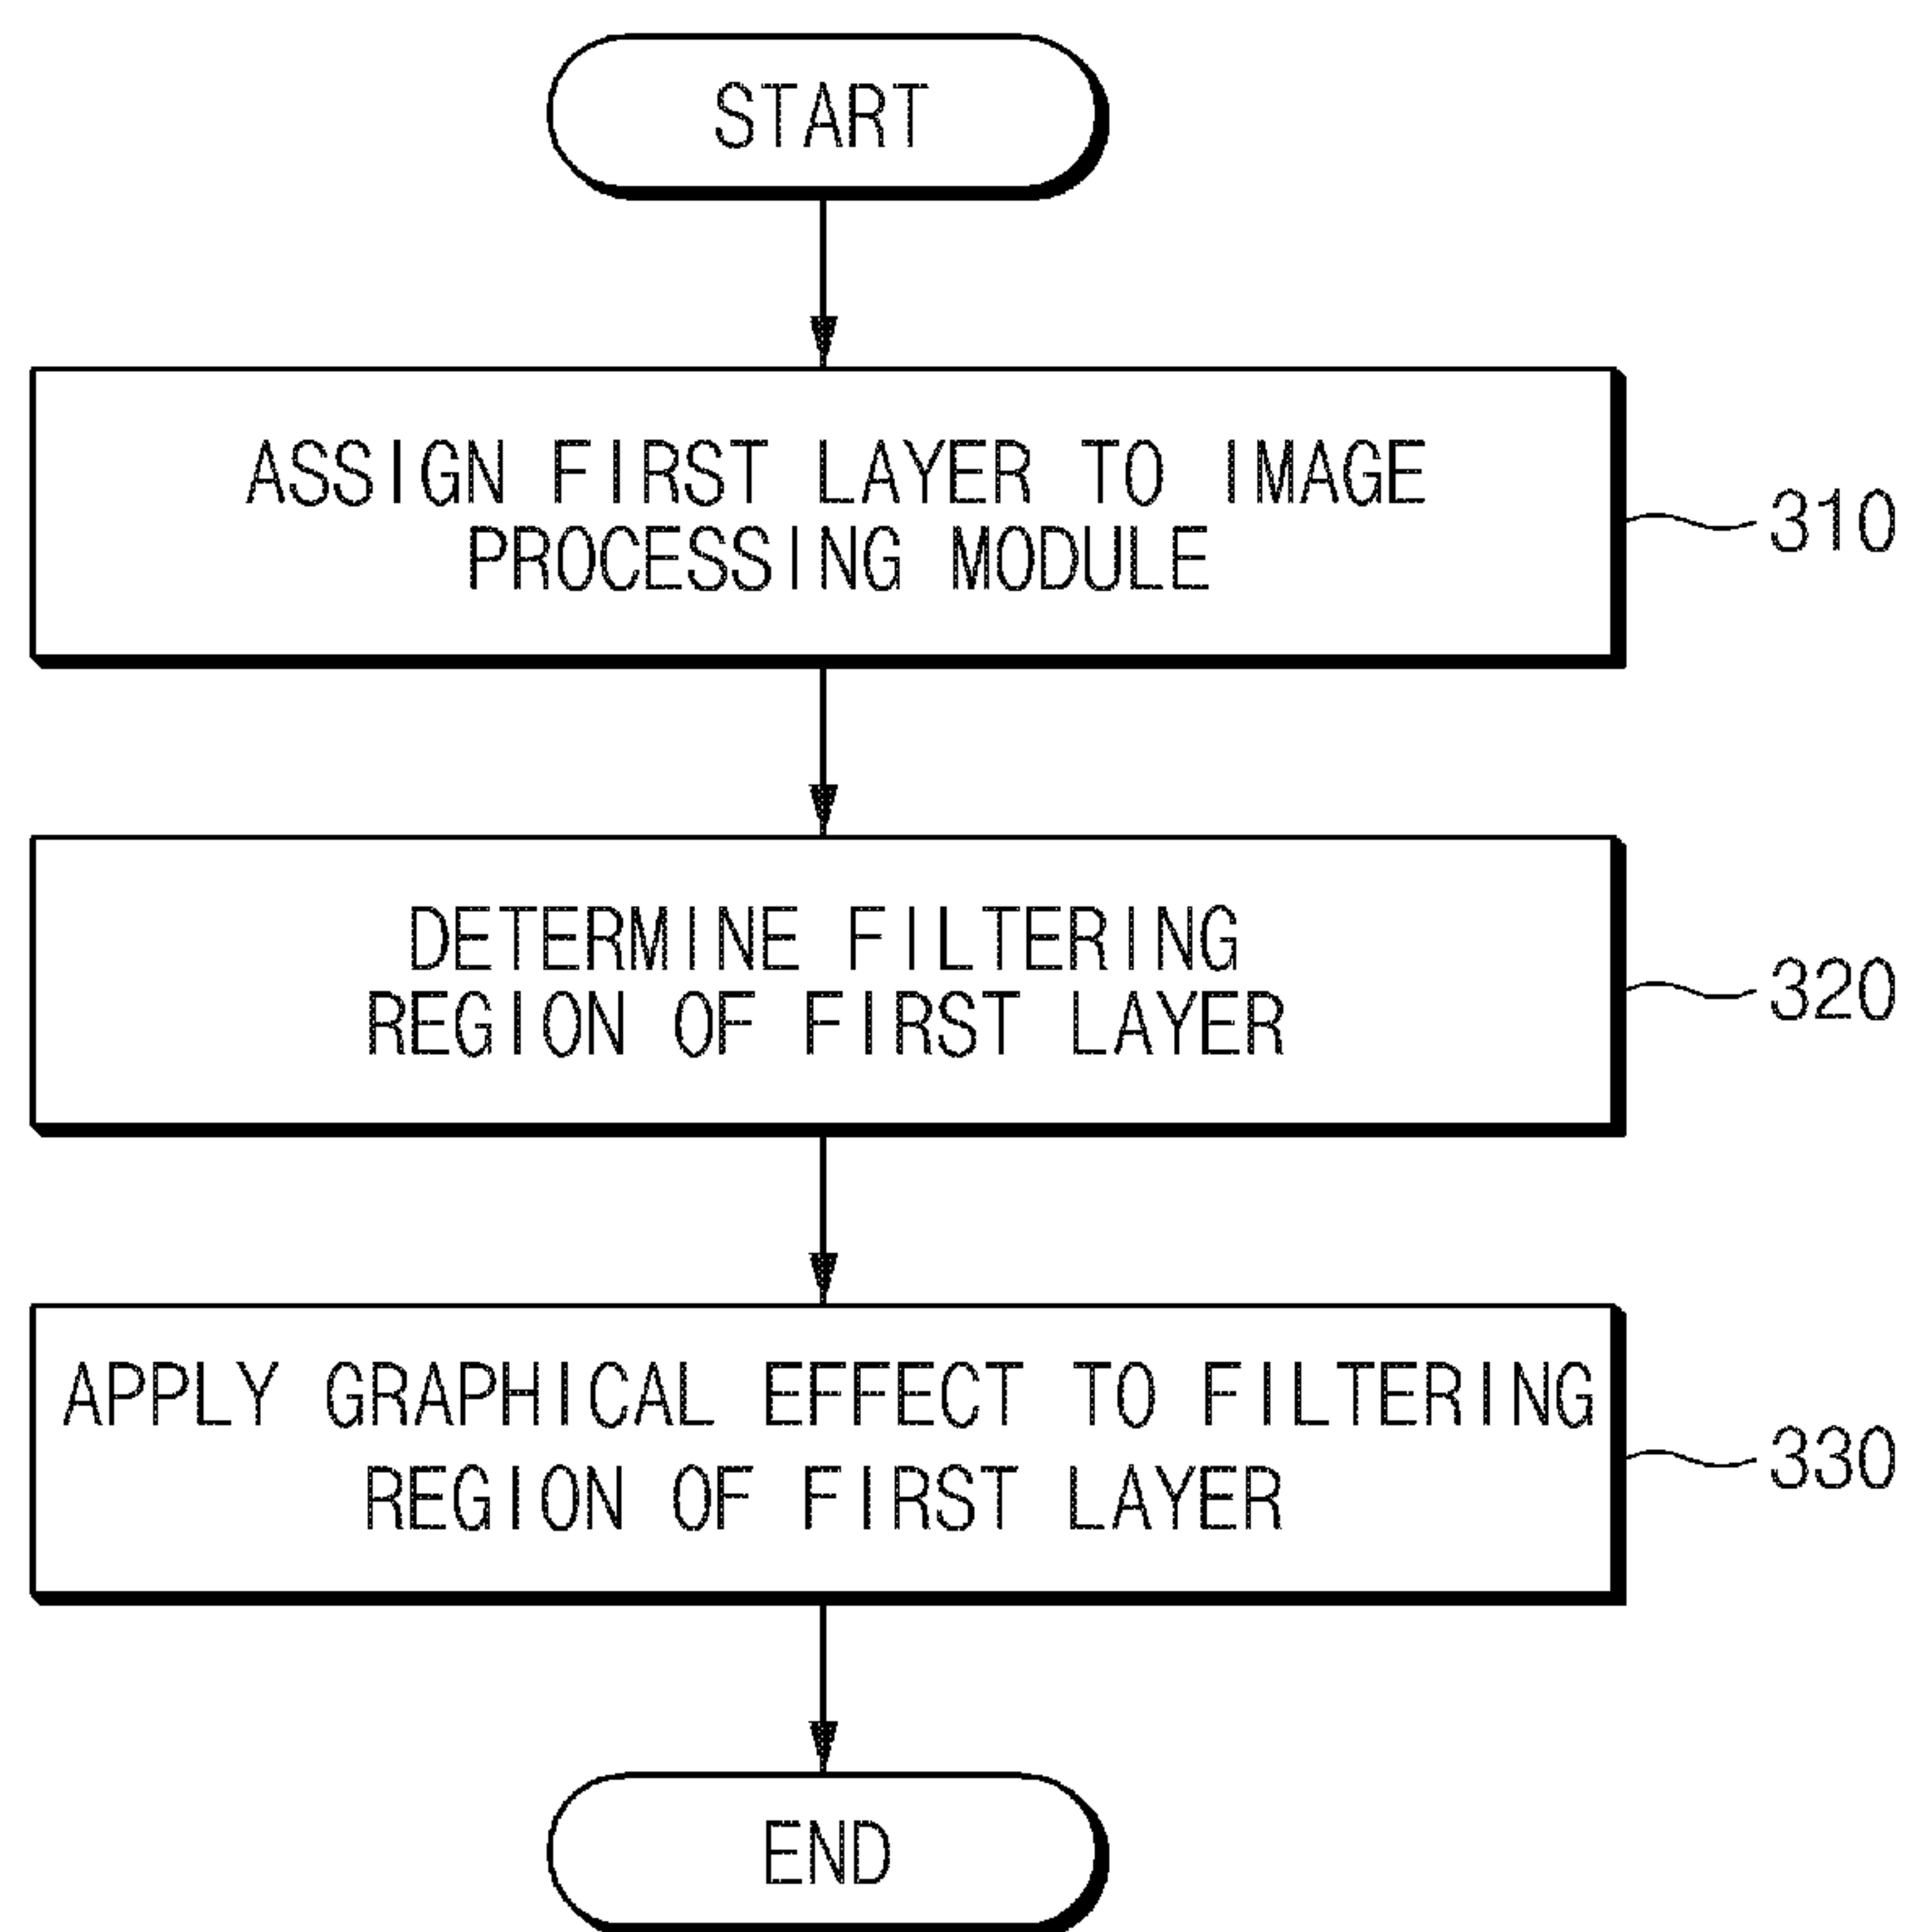 START
ASSIGN FIRST LAYER TO IMAGE
PROCESSING MODULE
310
DETERMINE FILTERING
REGION OF FIRST LAYER
320
APPLY GRAPHICAL EFFECT TO FILTERING
REGION OF FIRST LAYER
330
END